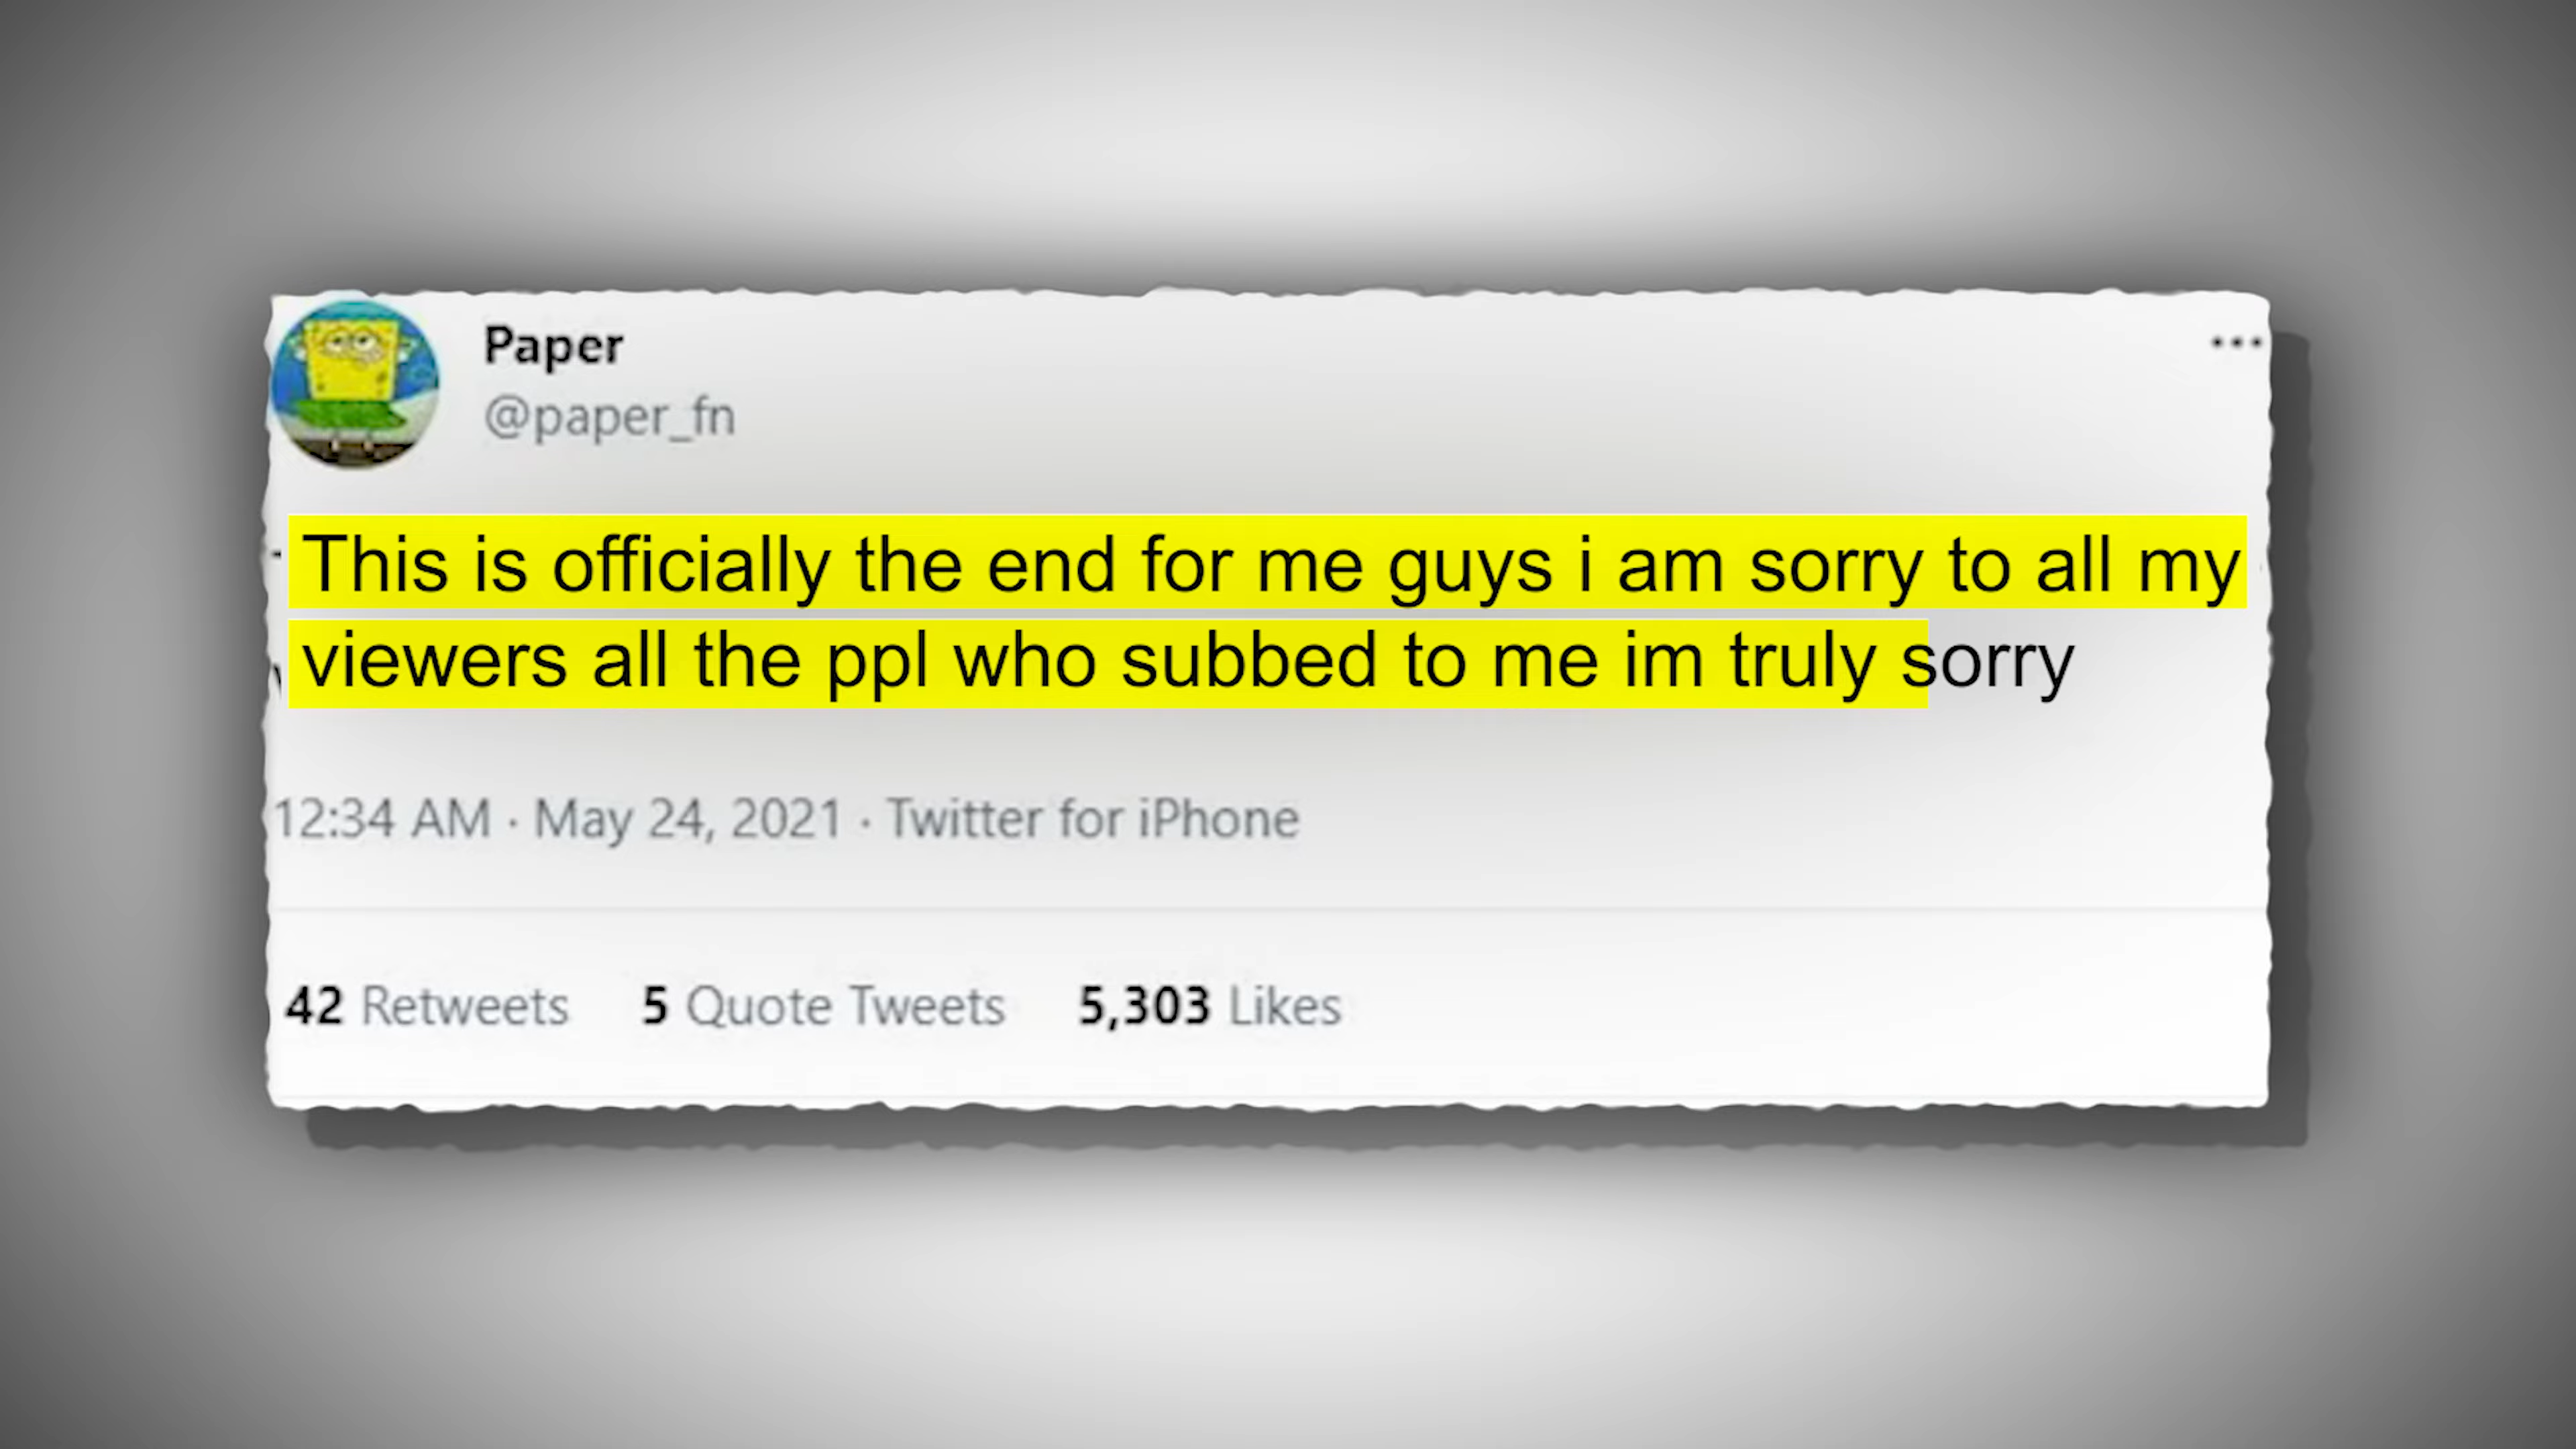 Paper
@paper_fn
This is officially the end for me guys i am sorry to all my
viewers all the ppl who subbed to me im truly sorry
12:34 AM · May 24, 2021 · Twitter for iPhone
42 Retweets 5 Quote Tweets 5,303 Likes